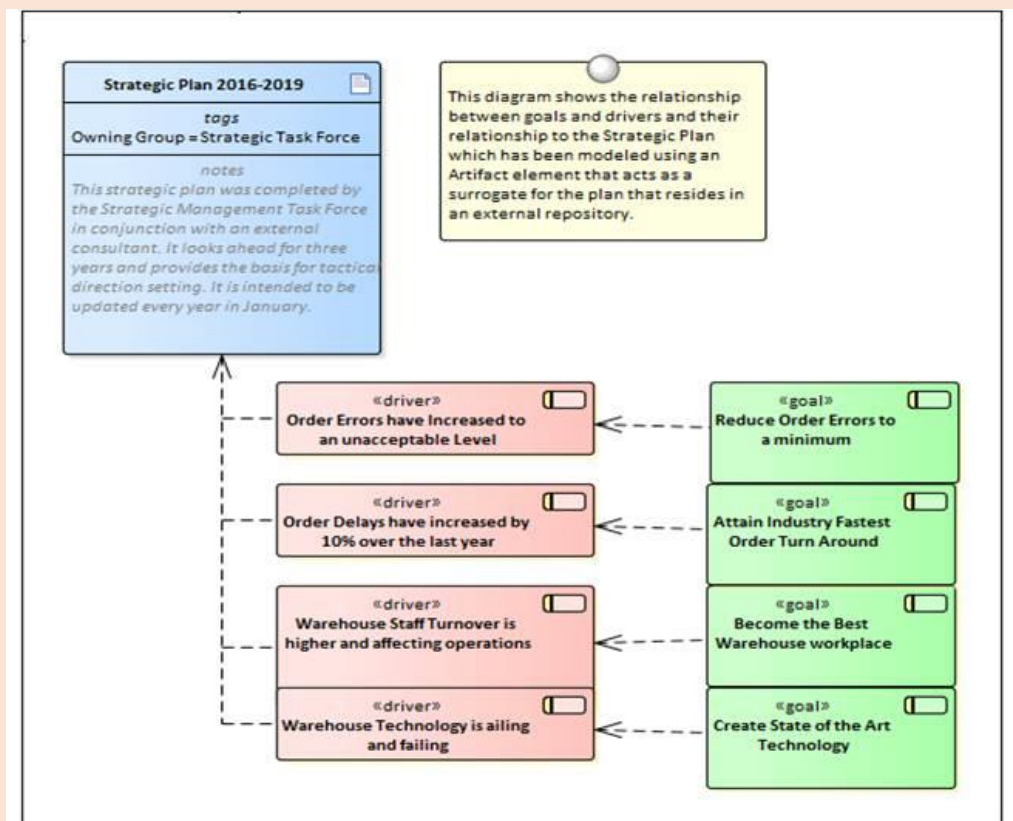 Strategic Plan 2016-2019
tags
Owning Group = Strategic Task Force
notes
This strategic plan was completed by
the Strategic Management Task Force
in conjunction with an external
consultant. It looks ahead for three
years and provides the basis for tactical
direction setting. It is intended to be
updated every year in January.
This diagram shows the relationship
between goals and drivers and their
relationship to the Strategic Plan
which has been modeled using an
Artifact element that acts as a
surrogate for the plan that resides in
an external repository.
«driver»
Order Errors have Increased to
an unacceptable Level
«goal»
Reduce Order Errors to
a minimum
«driver»
Order Delays have increased by
10% over the last year
«goal»
Attain Industry Fastest
Order Turn Around
«driver»
Warehouse Staff Turnover is
higher and affecting operations
«goal»
Become the Best
Warehouse workplace
«driver»
Warehouse Technology is ailing
and failing
«goal»
Create State of the Art
Technology